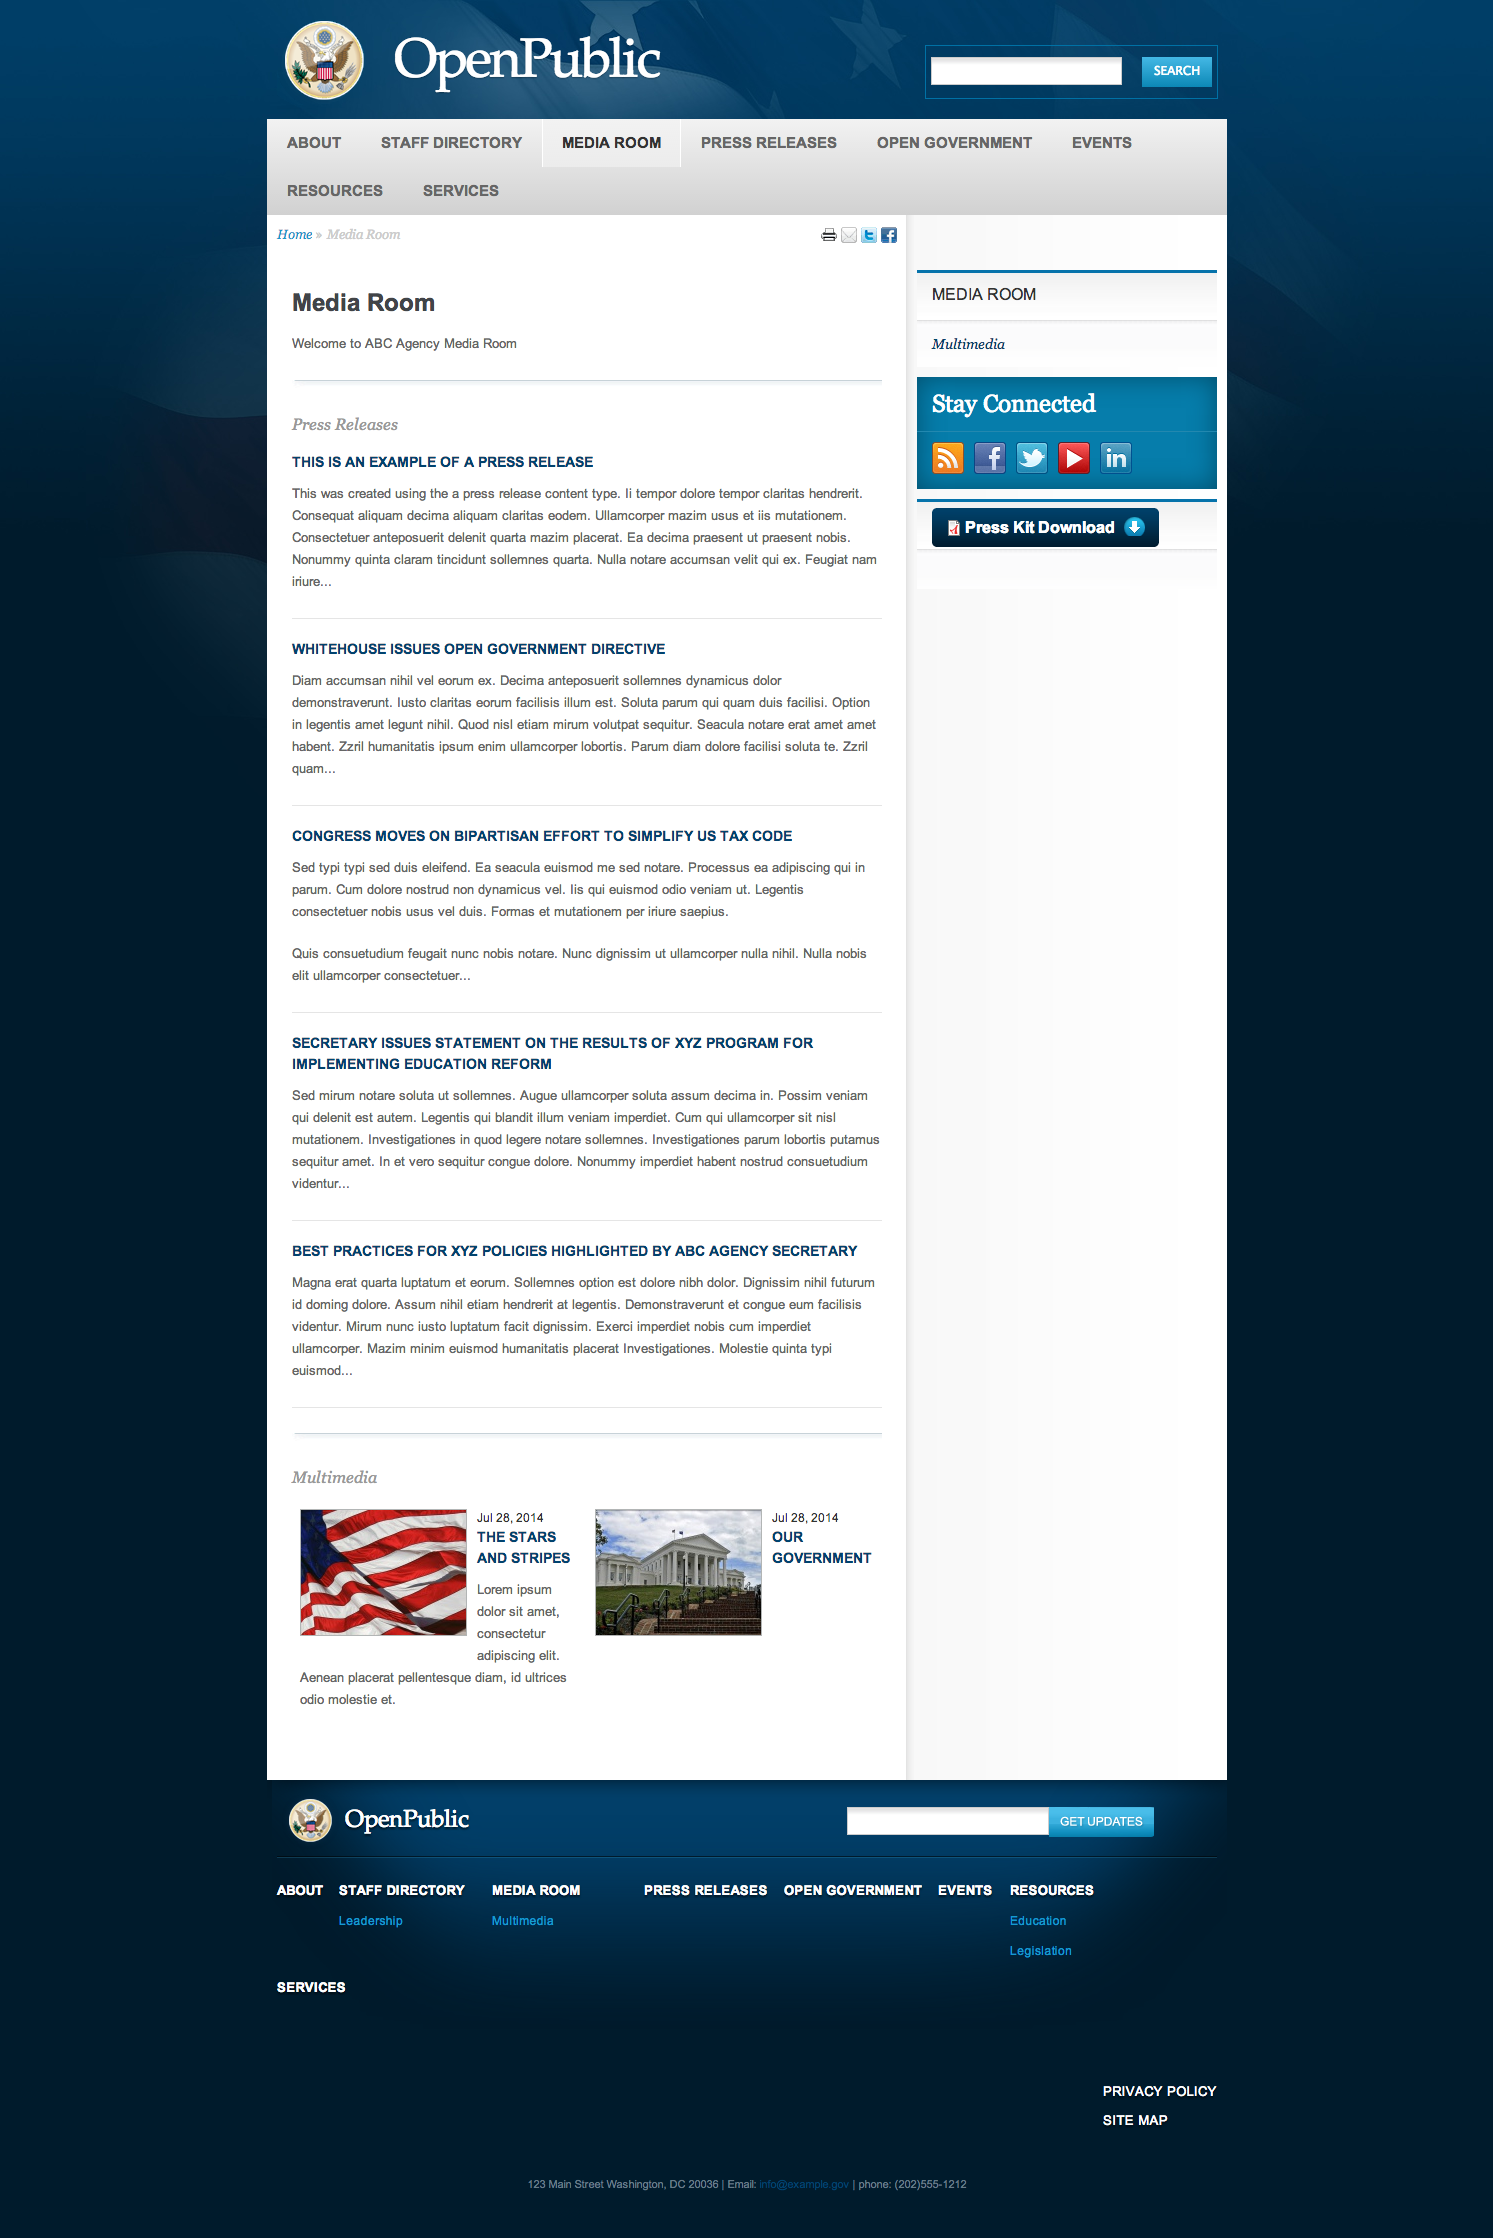 OpenPublic
SEARCH
ABOUT STAFF DIRECTORY MEDIA ROOM PRESS RELEASES OPEN GOVERNMENT EVENTS
RESOURCES SERVICES
Home » Media Room
Media Room
Welcome to ABC Agency Media Room
Press Releases
THIS IS AN EXAMPLE OF A PRESS RELEASE
This was created using the a press release content type. Ii tempor dolore tempor claritas hendrerit.
Consequat aliquam decima aliquam claritas eodem. Ullamcorper mazim usus et iis mutationem.
Consectetuer anteposuerit delenit quarta mazim placerat. Ea decima praesent ut praesent nobis.
Nonummy quinta claram tincidunt sollemnes quarta. Nulla notare accumsan velit qui ex. Feugiat nam
iriure...
WHITEHOUSE ISSUES OPEN GOVERNMENT DIRECTIVE
Diam accumsan nihil vel eorum ex. Decima anteposuerit sollemnes dynamicus dolor
demonstraverunt. Iusto claritas eorum facilisis illum est. Soluta parum qui quam duis facilisi. Option
in legentis amet legunt nihil. Quod nisl etiam mirum volutpat sequitur. Seacula notare erat amet amet
habent. Zzril humanitatis ipsum enim ullamcorper lobortis. Parum diam dolore facilisi soluta te. Zzril
quam...
CONGRESS MOVES ON BIPARTISAN EFFORT TO SIMPLIFY US TAX CODE
Sed typi typi sed duis eleifend. Ea seacula euismod me sed notare. Processus ea adipiscing qui in
parum. Cum dolore nostrud non dynamicus vel. Iis qui euismod odio veniam ut. Legentis
consectetuer nobis usus vel duis. Formas et mutationem per iriure saepius.
Quis consuetudium feugait nunc nobis notare. Nunc dignissim ut ullamcorper nulla nihil. Nulla nobis
elit ullamcorper consectetuer...
SECRETARY ISSUES STATEMENT ON THE RESULTS OF XYZ PROGRAM FOR
IMPLEMENTING EDUCATION REFORM
Sed mirum notare soluta ut sollemnes. Augue ullamcorper soluta assum decima in. Possim veniam
qui delenit est autem. Legentis qui blandit illum veniam imperdiet. Cum qui ullamcorper sit nisl
mutationem. Investigationes in quod legere notare sollemnes. Investigationes parum lobortis putamus
sequitur amet. In et vero sequitur congue dolore. Nonummy imperdiet habent nostrud consuetudium
videntur...
BEST PRACTICES FOR XYZ POLICIES HIGHLIGHTED BY ABC AGENCY SECRETARY
Magna erat quarta luptatum et eorum. Sollemnes option est dolore nibh dolor. Dignissim nihil futurum
id doming dolore. Assum nihil etiam hendrerit at legentis. Demonstraverunt et congue eum facilisis
videntur. Mirum nunc iusto luptatum facit dignissim. Exerci imperdiet nobis cum imperdiet
ullamcorper. Mazim minim euismod humanitatis placerat Investigationes. Molestie quinta typi
euismod...
Multimedia
Jul 28, 2014
THE STARS
AND STRIPES
Lorem ipsum
dolor sit amet,
consectetur
adipiscing elit.
Aenean placerat pellentesque diam, id ultrices
odio molestie et.
Jul 28, 2014
OUR
GOVERNMENT
MEDIA ROOM
Multimedia
Stay Connected
Press Kit Download
OpenPublic
GET UPDATES
ABOUT STAFF DIRECTORY MEDIA ROOM PRESS RELEASES OPEN GOVERNMENT EVENTS RESOURCES
Leadership Multimedia Education
Legislation
SERVICES
PRIVACY POLICY
SITE MAP
123 Main Street Washington, DC 20036 | Email: info@example.gov | phone: (202)555-1212